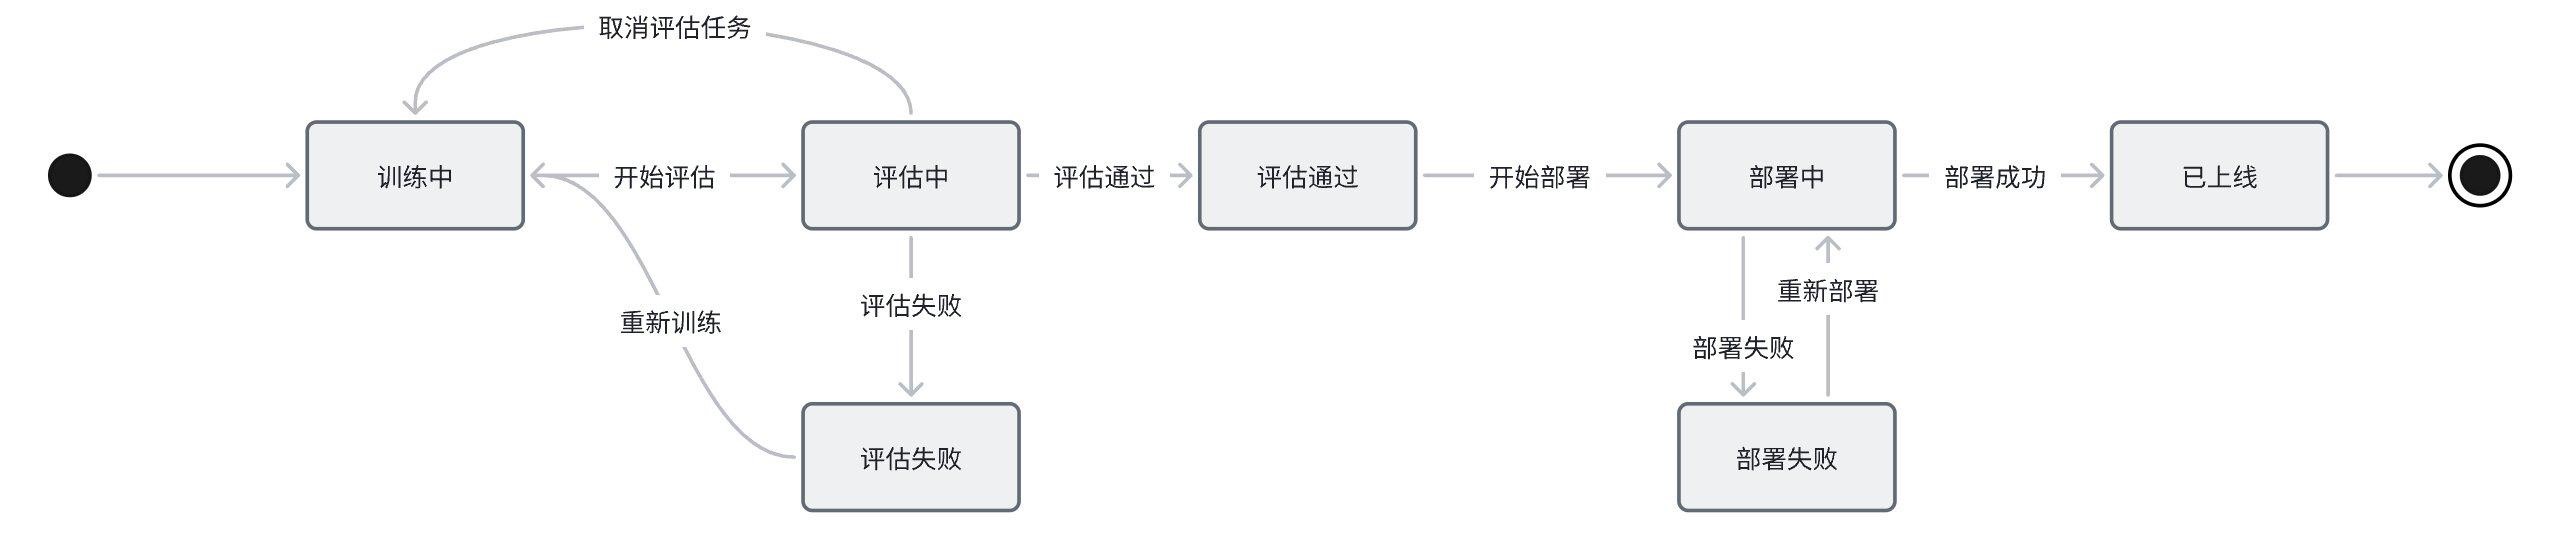 取消评估任务
训练中
开始评估
评估中
评估通过
评估通过
开始部署
部署中
部署成功
已上线
重新训练
评估失败
重新部署
部署失败
评估失败
部署失败